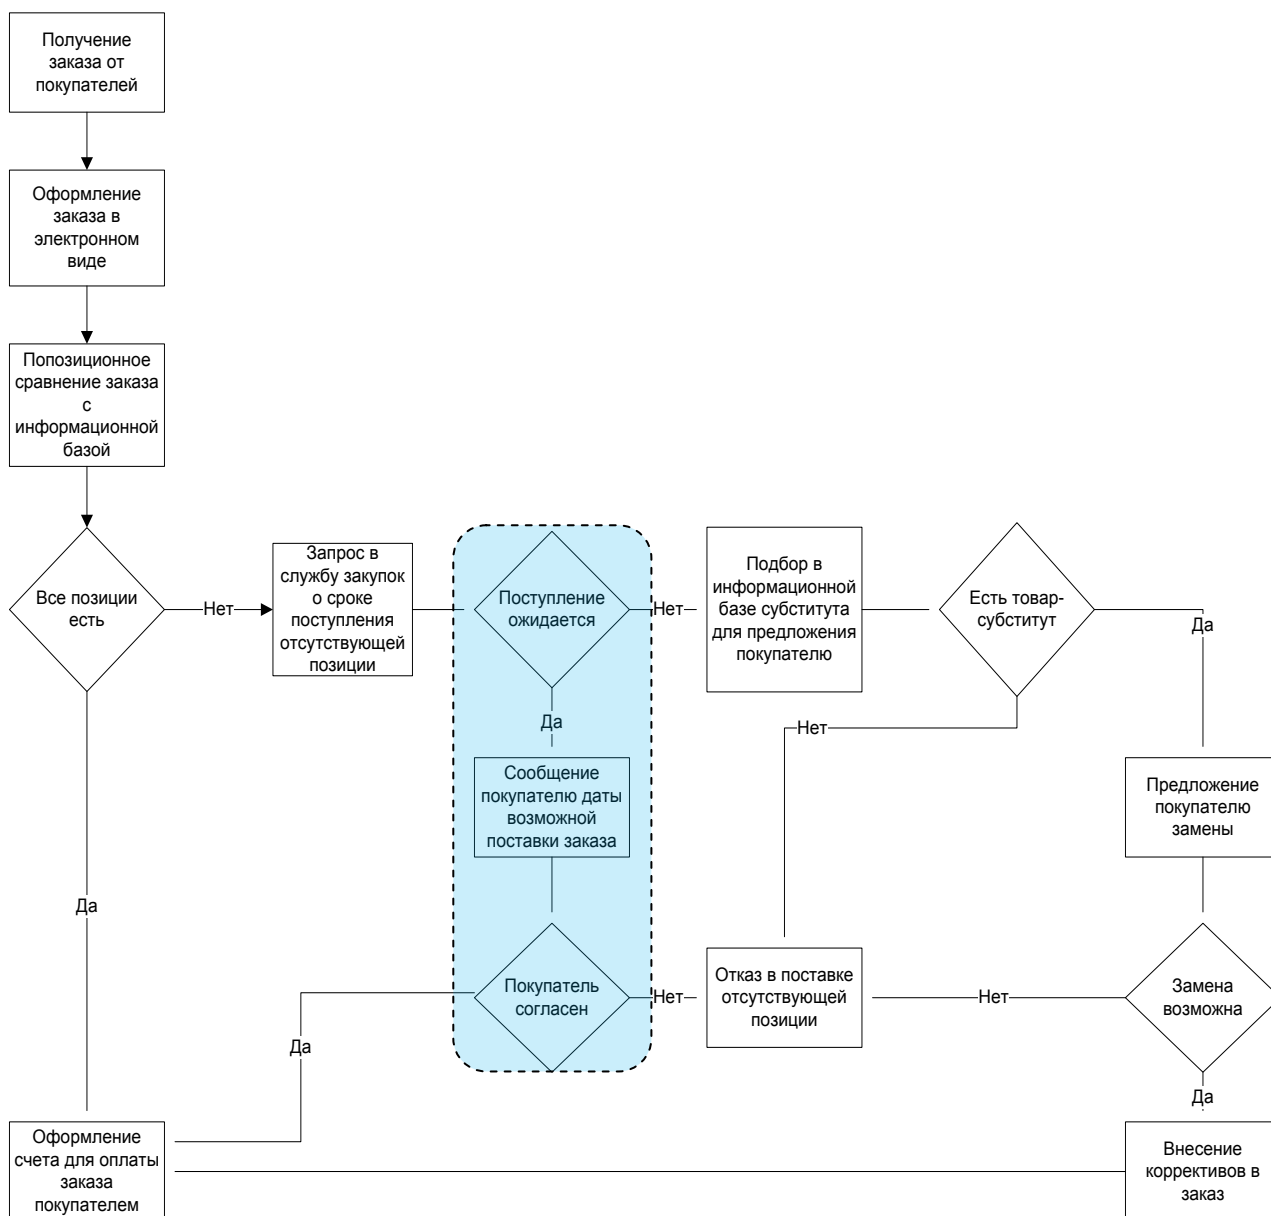 Получение
заказа от
покупателей
Оформление
заказа в
электронном
виде
Попозиционное
сравнение заказа
с
информационной
базой
Все позиции
есть
Нет
Запрос в
службу закупок
о сроке
поступления
отсутствующей
позиции
Поступление
ожидается
Нет
Подбор в
информационной
базе субститута
для предложения
покупателю
Есть товар-
субститут
Да
Да
Нет
Сообщение
покупателю даты
возможной
поставки заказа
Предложение
покупателю
замены
Да
Покупатель
согласен
Нет
Отказ в поставке
отсутствующей
позиции
Нет
Замена
возможна
Да
Да
Оформление
счета для оплаты
заказа
покупателем
Внесение
коррективов в
заказ